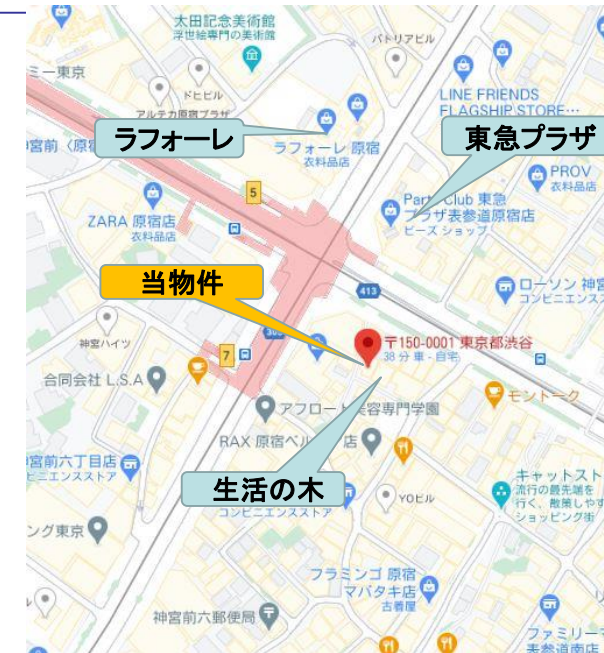 太田記念美術館
浮世絵専門の美術館
パトリアビル
ミー東京
ドヒビル
アルテカ原宿プラザ
LINE FRIENDS
FLAGSHIP STORE…
ラフォーレ
東急プラザ
宮前〈原宿
ラフォーレ 原宿
衣料品店
PROV
衣料品店
5
Party Club 東急
プラザ表参道原宿店
ビーズ ショップ
ZARA 原宿店
衣料品店
当物件
413
ローソン 神宮
コンビニエンス
神宮ハイツ
7
〒150-0001 東京都渋谷
38 分 車 - 自宅
合同会社 L.S.A
アフロート美容専門学園
モントーク
RAX 原宿ベル
店
宮前六丁目店
ビニエンスストア
生活の木
コンビニエンスストア
YOビル
キャットスト
流行の最先端を
行く、散策しやす
ショッピング街
ング東京
フラミンゴ 原宿
マバタキ店
古着屋
神宮前六郵便局
ファミリーマ
表参道南店